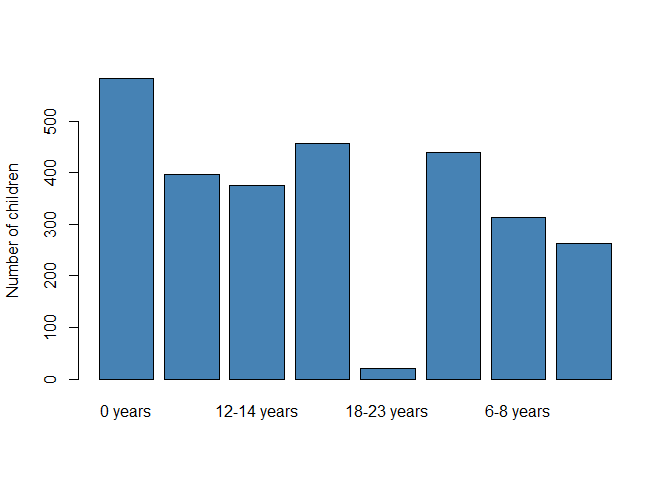 Number of children
500
400
300
200
100
0
0 years
12-14 years
18-23 years
6-8 years